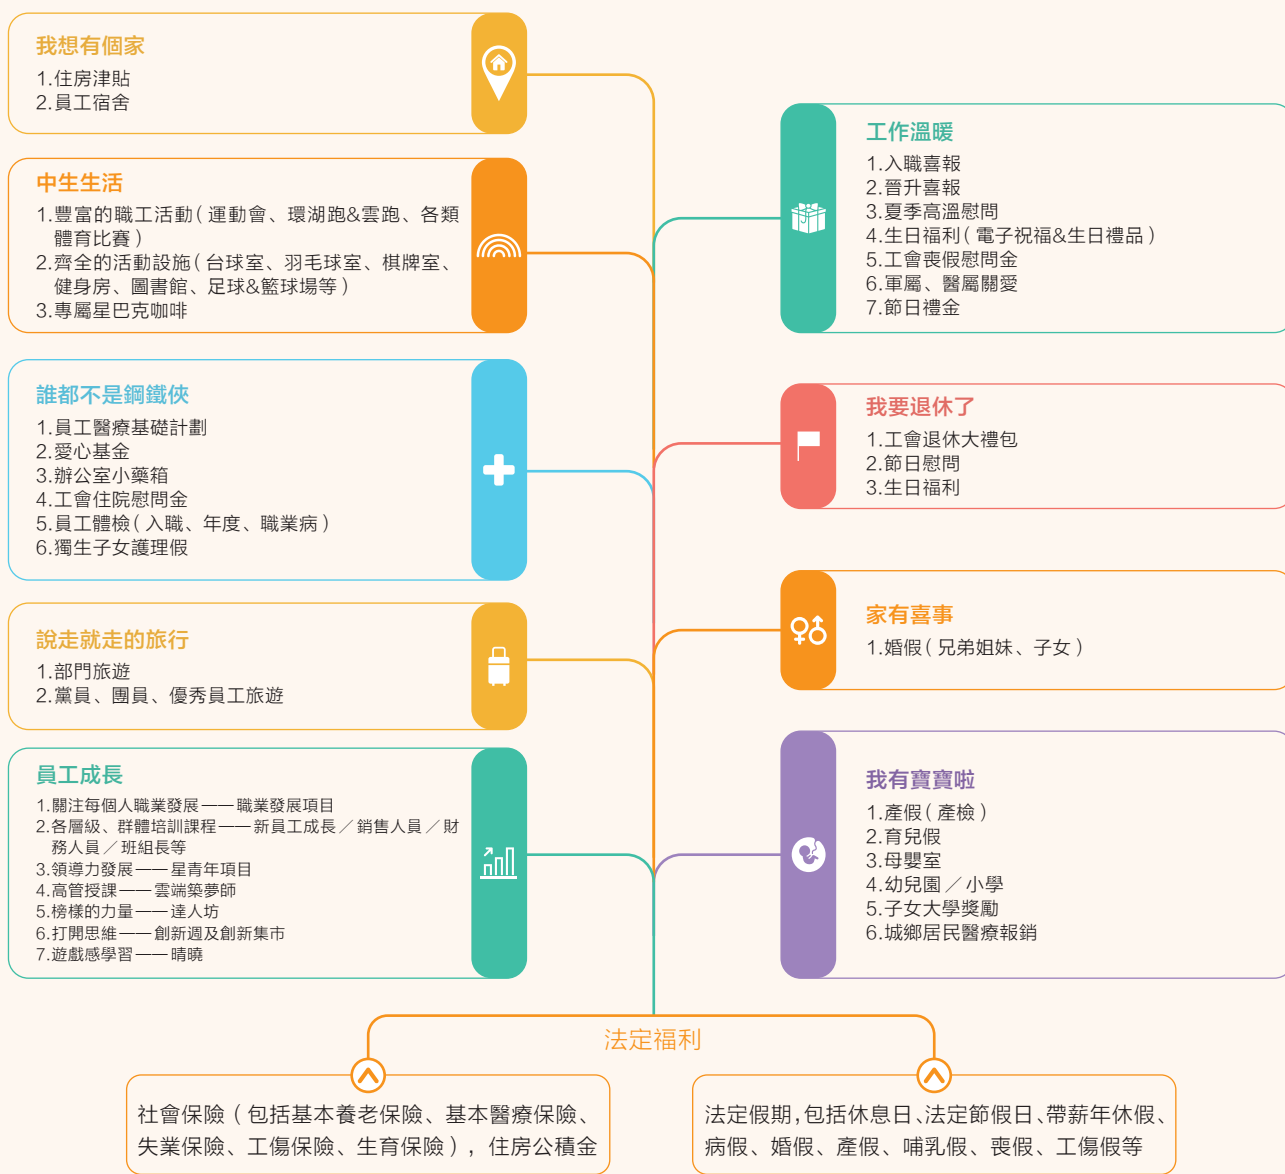 我想有個家
1.住房津貼
2.員工宿舍
中生生活
1.豐富的職工活動(運動會、環湖跑&雲跑、各類
體育比賽)
2.齊全的活動設施(台球室、羽毛球室、棋牌室、
健身房、圖書館、足球&籃球場等)
3.專屬星巴克咖啡
誰都不是鋼鐵俠
1.員工醫療基礎計劃
2.愛心基金
3.辦公室小藥箱
4.工會住院慰問金
5.員工體檢(入職、年度、職業病)
6.獨生子女護理假
說走就走的旅行
1.部門旅遊
2.黨員、團員、優秀員工旅遊
員工成長
1.關注每個人職業發展——職業發展項目
2.各層級、群體培訓課程——新員工成長/銷售人員/財
務人員/班組長等
3.領導力發展——星青年項目
4.高管授課——雲端築夢師
5.榜樣的力量——達人坊
6.打開思維——創新週及創新集市
7.遊戲感學習——晴曉
工作溫暖
1.入職喜報
2.晉升喜報
3.夏季高溫慰問
4.生日福利(電子祝福&生日禮品)
5.工會喪假慰問金
6.軍屬、醫屬關愛
7.節日禮金
我要退休了
1.工會退休大禮包
2.節日慰問
3.生日福利
家有喜事
1.婚假(兄弟姐妹、子女)
我有寶寶啦
1.產假(產檢)
2.育兒假
3.母嬰室
4.幼兒園/小學
5.子女大學獎勵
6.城鄉居民醫療報銷
法定福利
社會保險(包括基本養老保險、基本醫療保險、
失業保險、工傷保險、生育保險),住房公積金
法定假期,包括休息日、法定節假日、帶薪年休假、
病假、婚假、產假、哺乳假、喪假、工傷假等